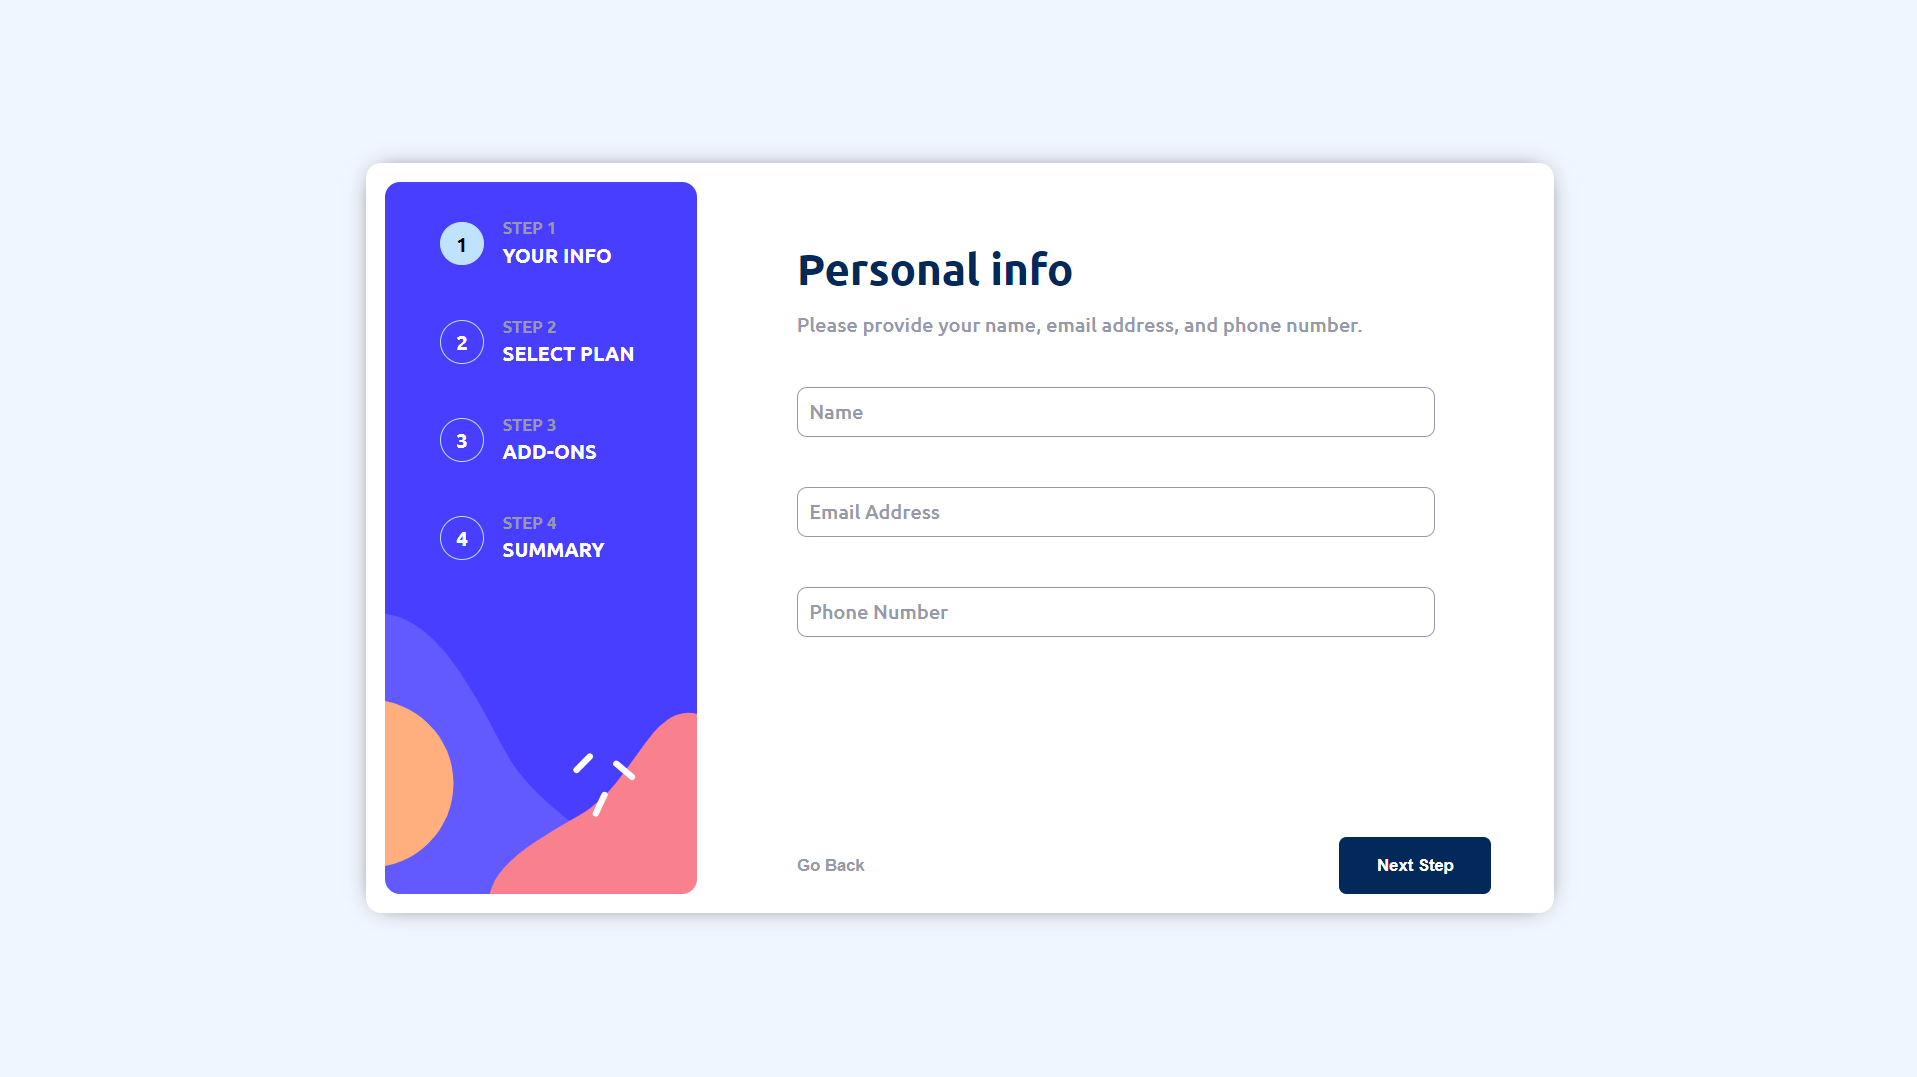 1
STEP 1
YOUR INFO
2
STEP 2
SELECT PLAN
3
STEP 3
ADD-ONS
4
STEP 4
SUMMARY
Personal info
Please provide your name, email address, and phone number.
Name
Email Address
Phone Number
Go Back
Next Step